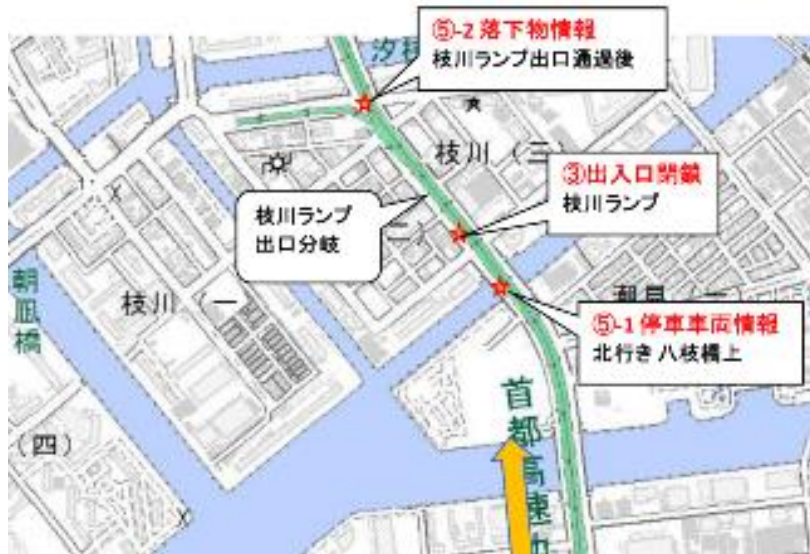 ⑤-2 落下物情報
枝川ランプ出口通過後
枝川（三）
③出入口閉鎖
枝川ランプ
枝川ランプ
出口分岐
朝凪橋
枝川（一
⑤-1 停車車両情報
北行き 八枝橋上
首都高速
（四）